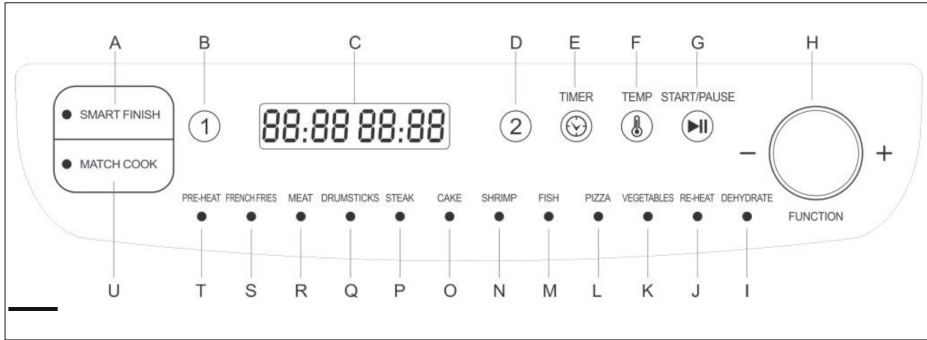 A B C D E F G H
TIMER TEMP START/PAUSE
SMART FINISH
1 88:88 88:88 2
MATCH COOK
− +
PRE-HEAT FRENCH FRIES MEAT DRUMSTICKS STEAK CAKE SHRIMP FISH PIZZA VEGETABLES RE-HEAT DEHYDRATE
FUNCTION
U T S R Q P O N M L K J I